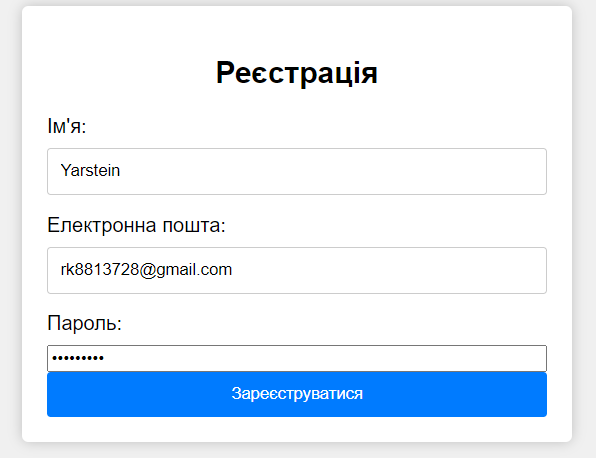 Реєстрація
Ім'я:
Yarstein
Електронна пошта:
rk8813728@gmail.com
Пароль:
•••••••••
Зареєструватися